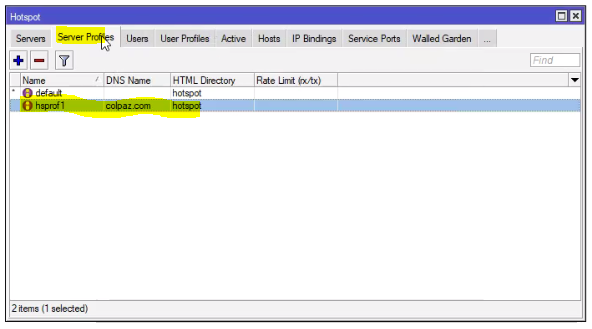 Hotspot
Servers Server Profiles Users User Profiles Active Hosts IP Bindings Service Ports Walled Garden ...
Find
Name DNS Name HTML Directory Rate Limit (rx/tx)
* default hotspot
hsprof1 colpaz.com hotspot
2 items (1 selected)